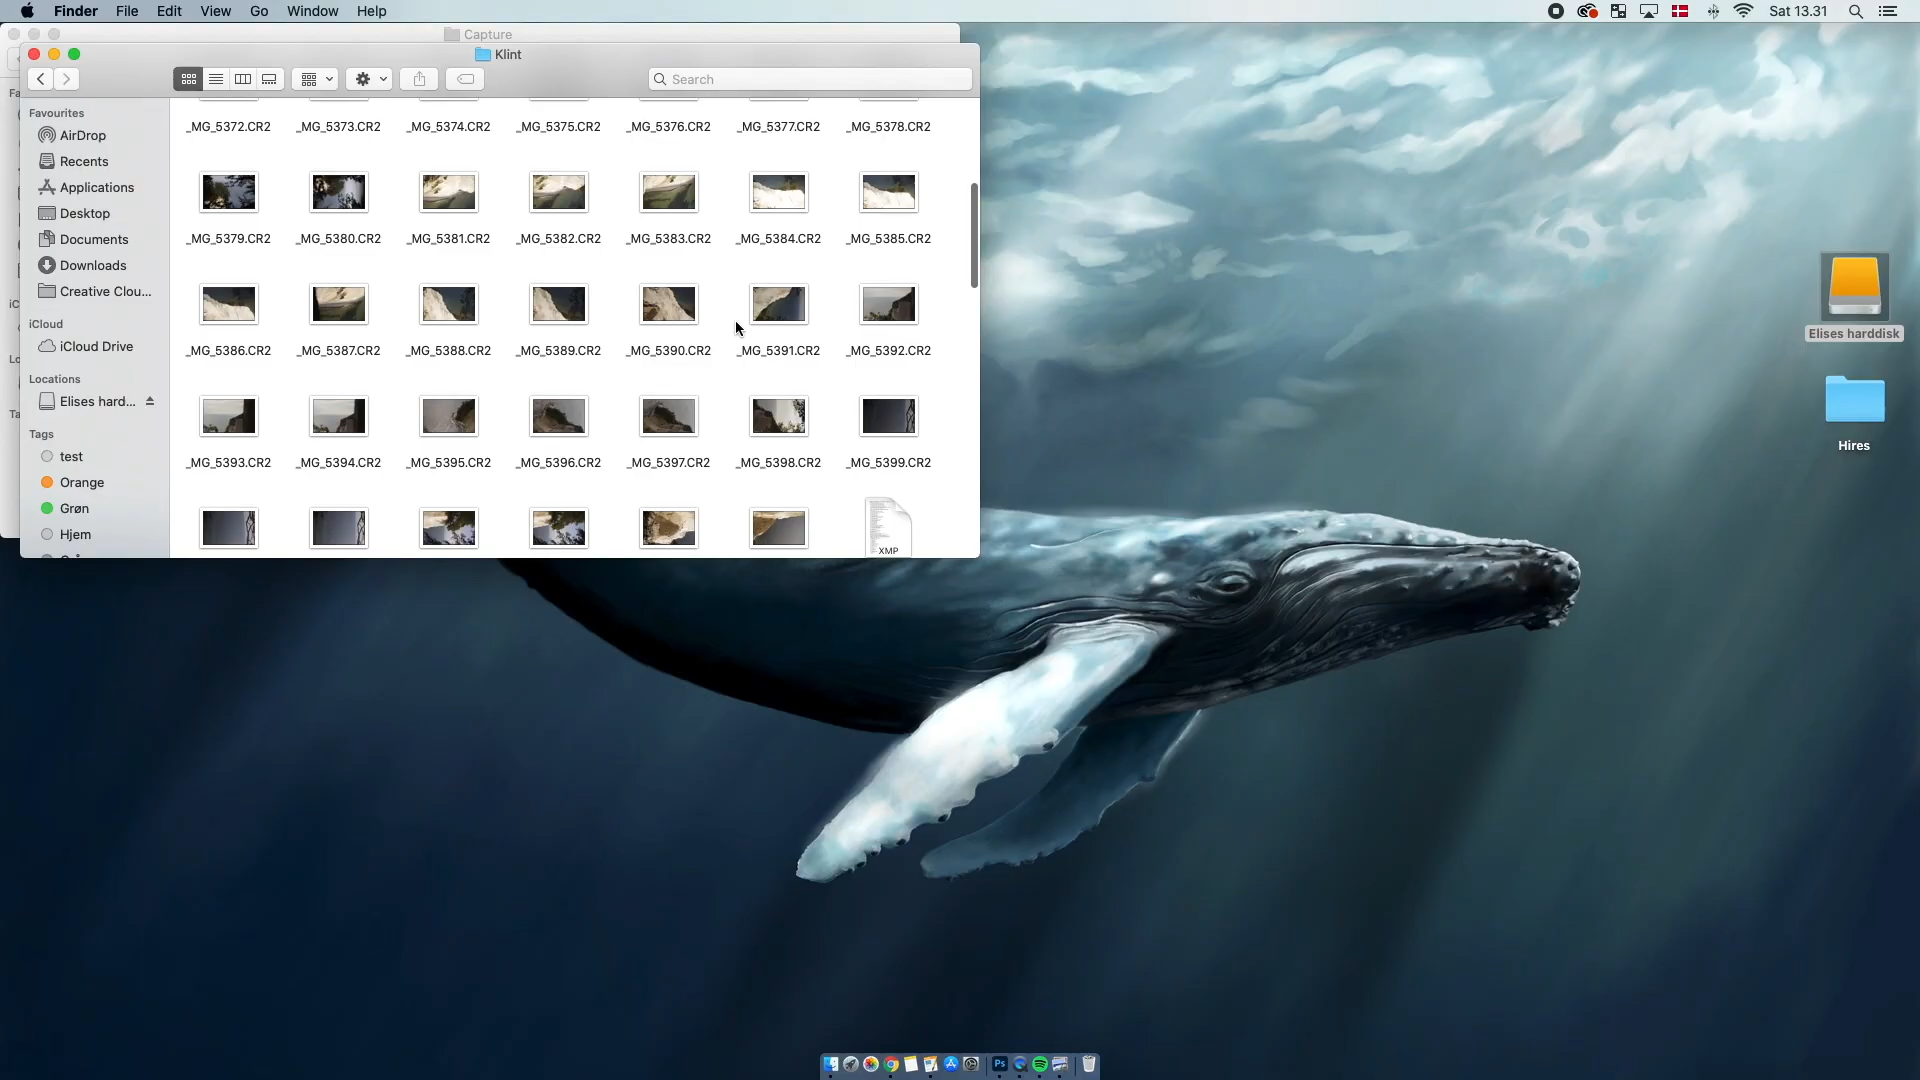 Finder File Edit View Go Window Help Sat 13.31
Capture
Klint
Search
Favourites
AirDrop
Recents
Applications
Desktop
Documents
Downloads
Creative Clou...
iCloud
iCloud Drive
Locations
Elises hard...
Tags
test
Orange
Grøn
Hjem
_MG_5372.CR2 _MG_5373.CR2 _MG_5374.CR2 _MG_5375.CR2 _MG_5376.CR2 _MG_5377.CR2 _MG_5378.CR2
_MG_5379.CR2 _MG_5380.CR2 _MG_5381.CR2 _MG_5382.CR2 _MG_5383.CR2 _MG_5384.CR2 _MG_5385.CR2
_MG_5386.CR2 _MG_5387.CR2 _MG_5388.CR2 _MG_5389.CR2 _MG_5390.CR2 _MG_5391.CR2 _MG_5392.CR2
_MG_5393.CR2 _MG_5394.CR2 _MG_5395.CR2 _MG_5396.CR2 _MG_5397.CR2 _MG_5398.CR2 _MG_5399.CR2
XMP
Elises harddisk
Hires
Ps